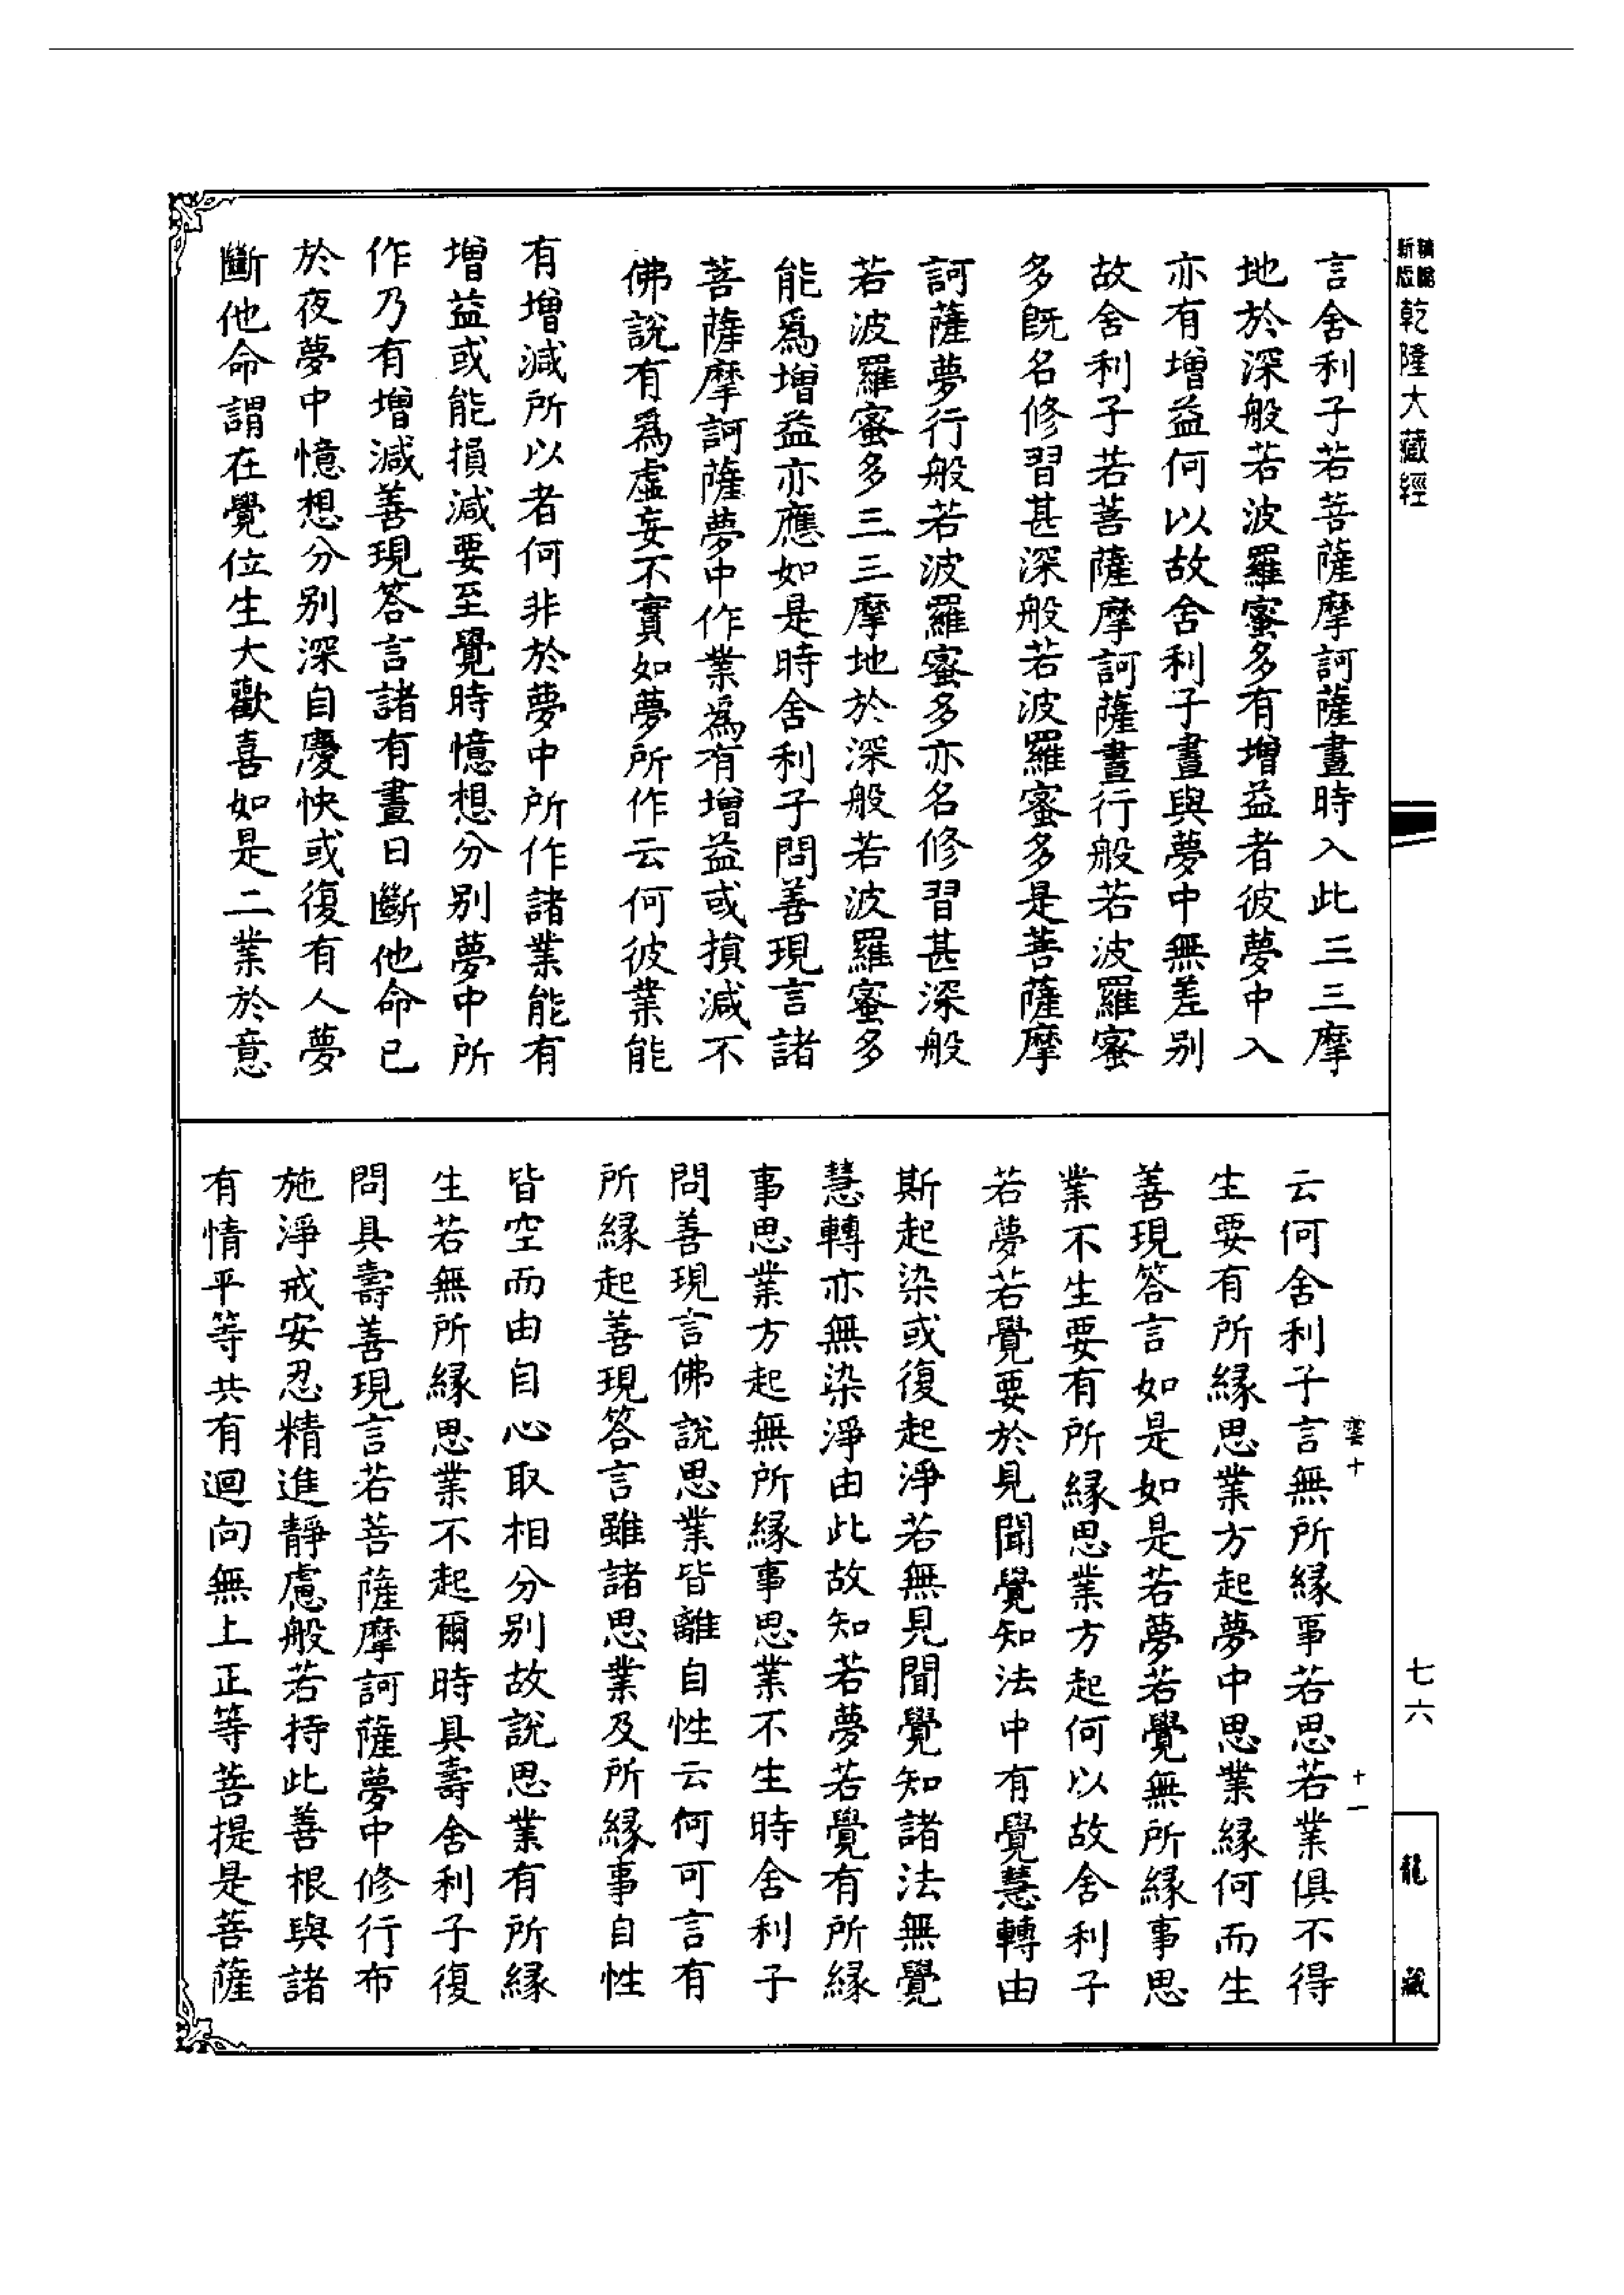 乾隆大藏經
言舍利子若菩薩摩訶薩晝時入此三三摩
地於深般若波羅蜜多有增益者彼夢中入
亦有增益何以故舍利子晝與夢中無差別
故舍利子若菩薩摩訶薩晝行般若波羅蜜
多既名修習甚深般若波羅蜜多是菩薩摩
訶薩夢行般若波羅蜜多亦名修習甚深般
若波羅蜜多三三摩地於深般若波羅蜜多
能爲增益亦應如是時舍利子問善現言諸
菩薩摩訶薩夢中作業爲有增益或損減不
佛說有爲虛妄不實如夢所作云何彼業能
有增減所以者何非於夢中所作諸業能有
增益或能損減要至覺時憶想分別夢中所
作乃有增減善現答言諸有晝日斷他命已
於夜夢中憶想分別深自慶快或復有人夢
斷他命謂在覺位生大歡喜如是二業於意
云何舍利子言無所緣事若思若業俱不得
生要有所緣思業方起夢中思業緣何而生
善現答言如是如是若夢若覺無所緣事思
業不生要有所緣思業方起何以故舍利子
若夢若覺要於見聞覺知法中有覺慧轉由
斯起染或復起淨若無見聞覺知諸法無覺
慧轉亦無染淨由此故知若夢若覺有所緣
事思業方起無所緣事思業不生時舍利子
問善現言佛說思業皆離自性云何可言有
所緣起善現答言雖諸思業及所緣事自性
皆空而由自心取相分別故說思業有所緣
生若無所緣思業不起爾時具壽舍利子復
問具壽善現言若菩薩摩訶薩夢中修行布
施淨戒安忍精進靜慮般若持此善根與諸
有情平等共有迴向無上正等菩提是菩薩
雲十
十一
七六
龍藏